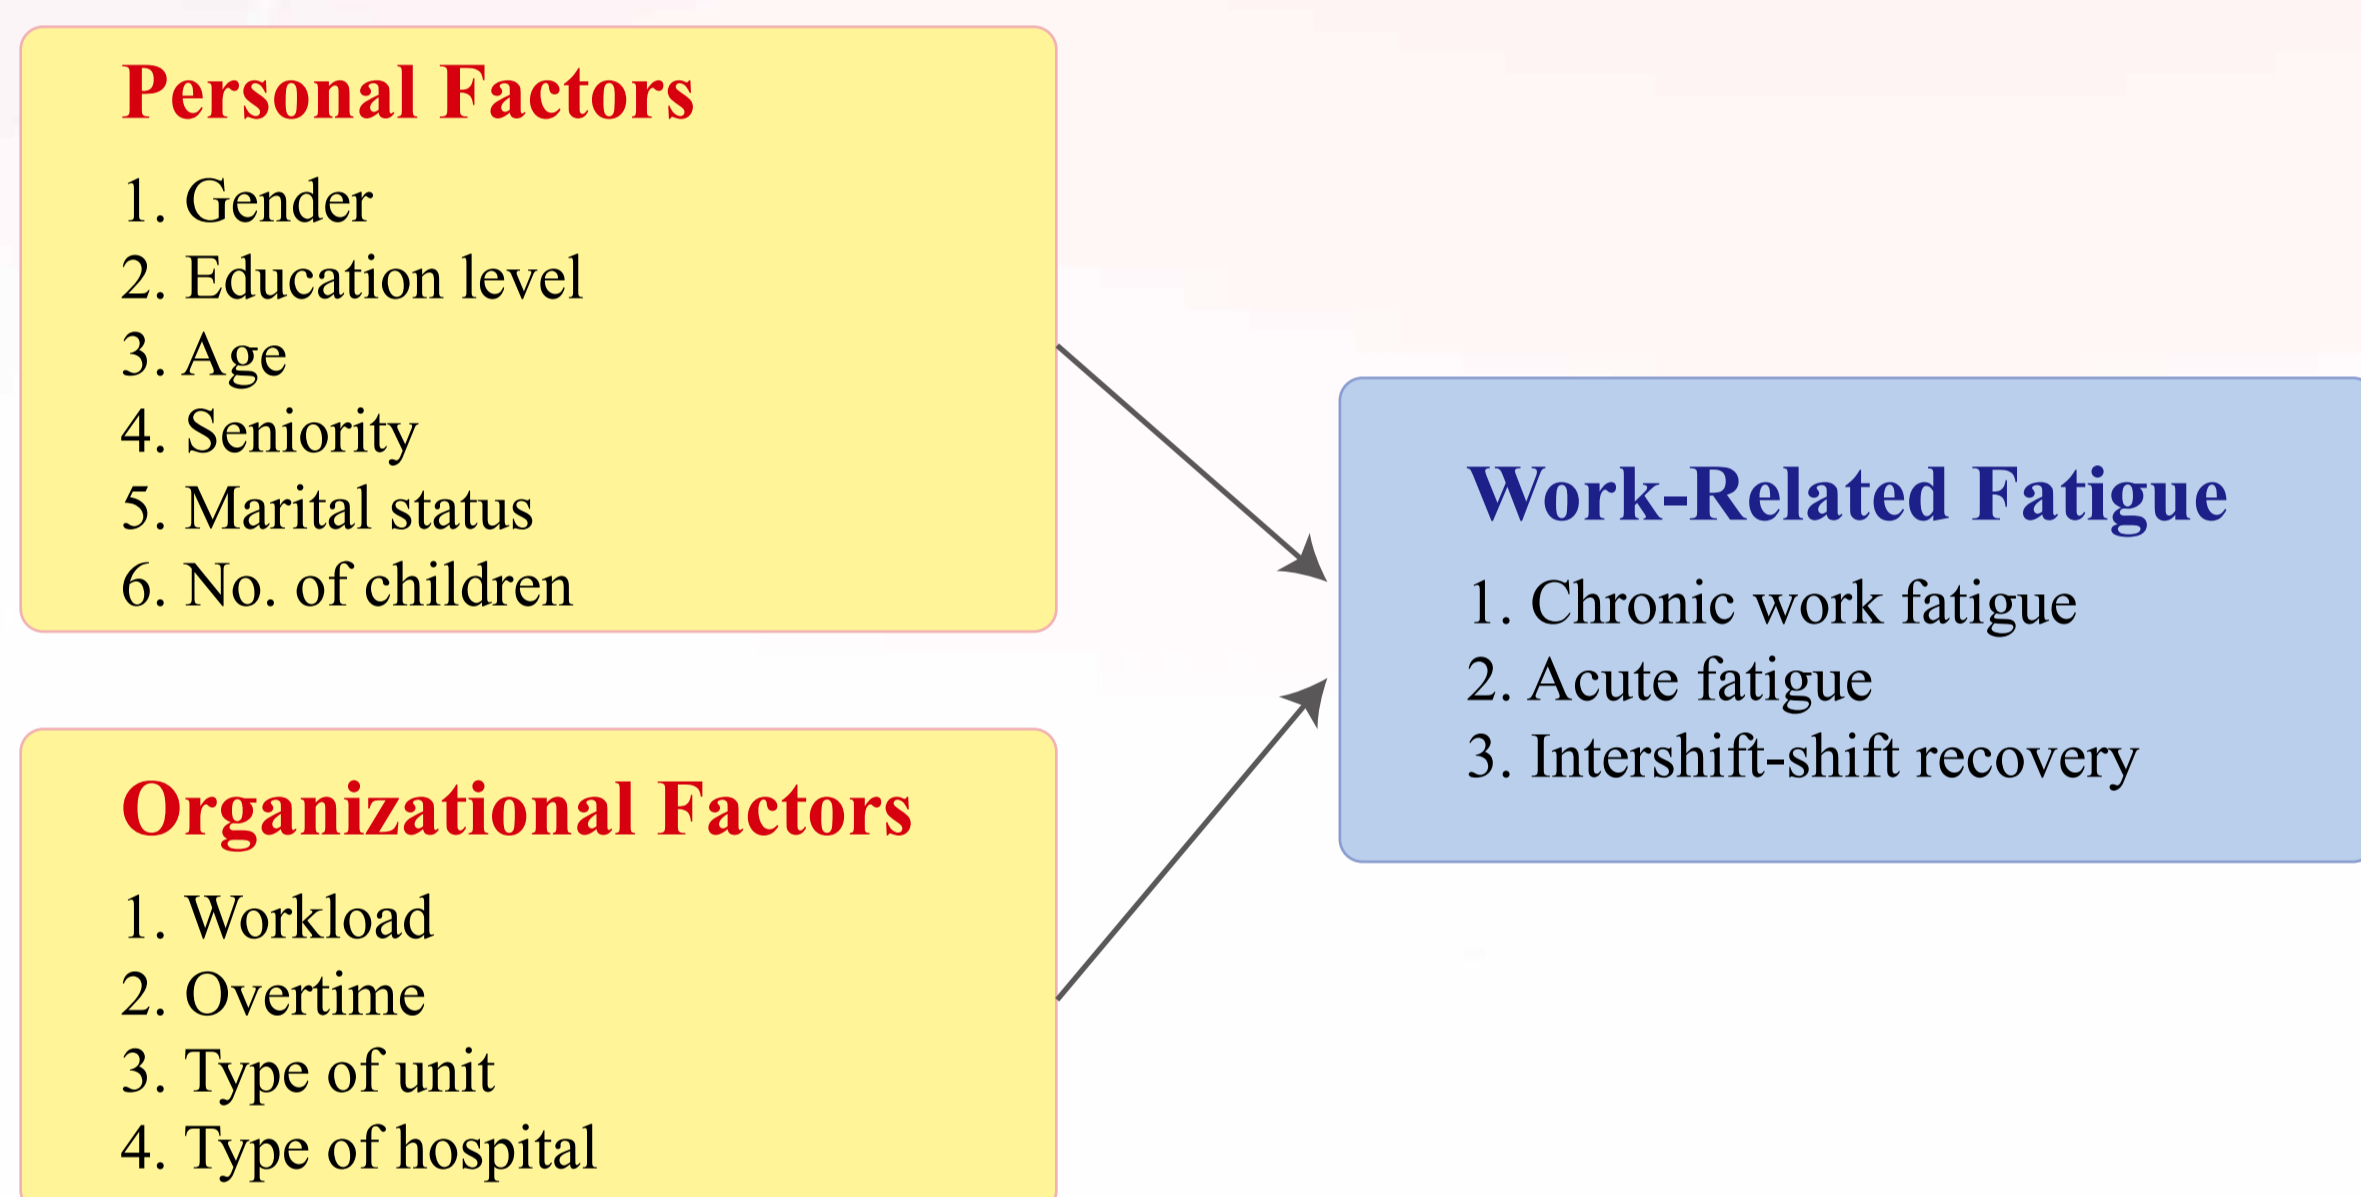 Personal Factors
1. Gender
2. Education level
3. Age
4. Seniority
5. Marital status
6. No. of children
Organizational Factors
1. Workload
2. Overtime
3. Type of unit
4. Type of hospital
Work-Related Fatigue
1. Chronic work fatigue
2. Acute fatigue
3. Intershift-shift recovery